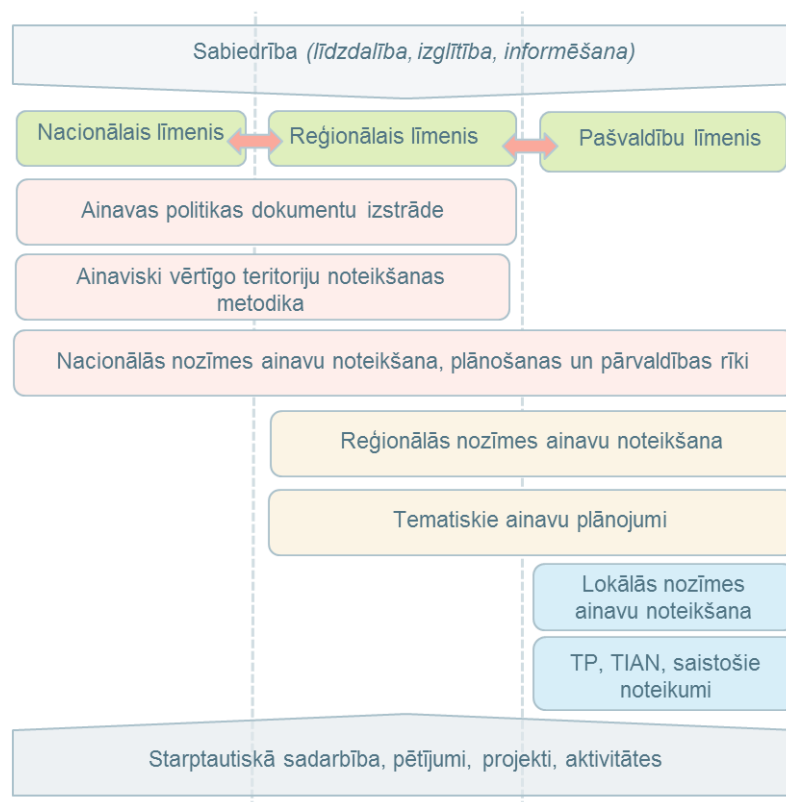 Sabiedrība (līdzdalība, izglītība, informēšana)
Nacionālais līmenis
Reģionālais līmenis
Pašvaldību līmenis
Ainavas politikas dokumentu izstrāde
Ainaviski vērtīgo teritoriju noteikšanas
metodika
Nacionālās nozīmes ainavu noteikšana, plānošanas un pārvaldības rīki
Reģionālās nozīmes ainavu noteikšana
Tematiskie ainavu plānojumi
Lokālās nozīmes
ainavu noteikšana
TP, TIAN, saistošie
noteikumi
Starptautiskā sadarbība, pētījumi, projekti, aktivitātes